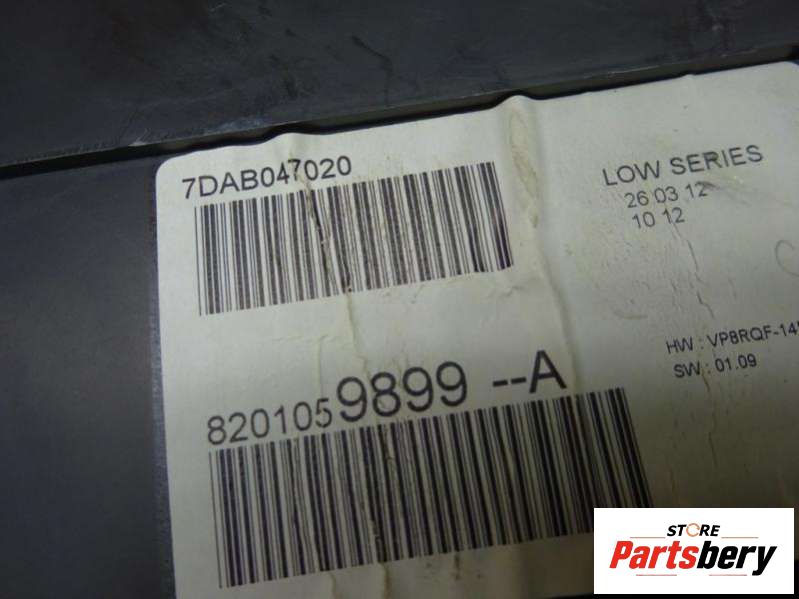 7DAB047020
LOW SERIES
26 03 12
10 12
HW : VP8RQF-14
SW : 01.09
8201059899 --A
STORE
Partsbery